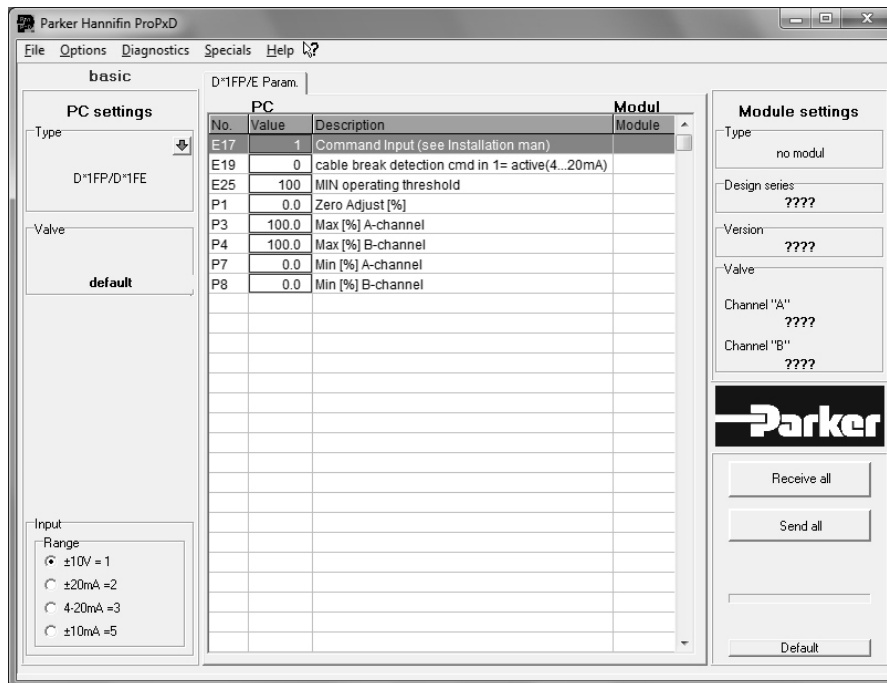 Parker Hannifin ProPxD
File Options Diagnostics Specials Help
basic
PC settings
Type
D*1FP/D*1FE
Valve
default
Input
Range
±10V = 1
±20mA =2
4-20mA =3
±10mA =5
D*1FP/E Param.
PC Modul
No. Value Description Module
E17 1 Command Input (see Installation man)
E19 0 cable break detection cmd in 1= active(4...20mA)
E25 100 MIN operating threshold
P1 0.0 Zero Adjust [%]
P3 100.0 Max [%] A-channel
P4 100.0 Max [%] B-channel
P7 0.0 Min [%] A-channel
P8 0.0 Min [%] B-channel
Module settings
Type
no modul
Design series
????
Version
????
Valve
Channel "A"
????
Channel "B"
????
Parker
Receive all
Send all
Default